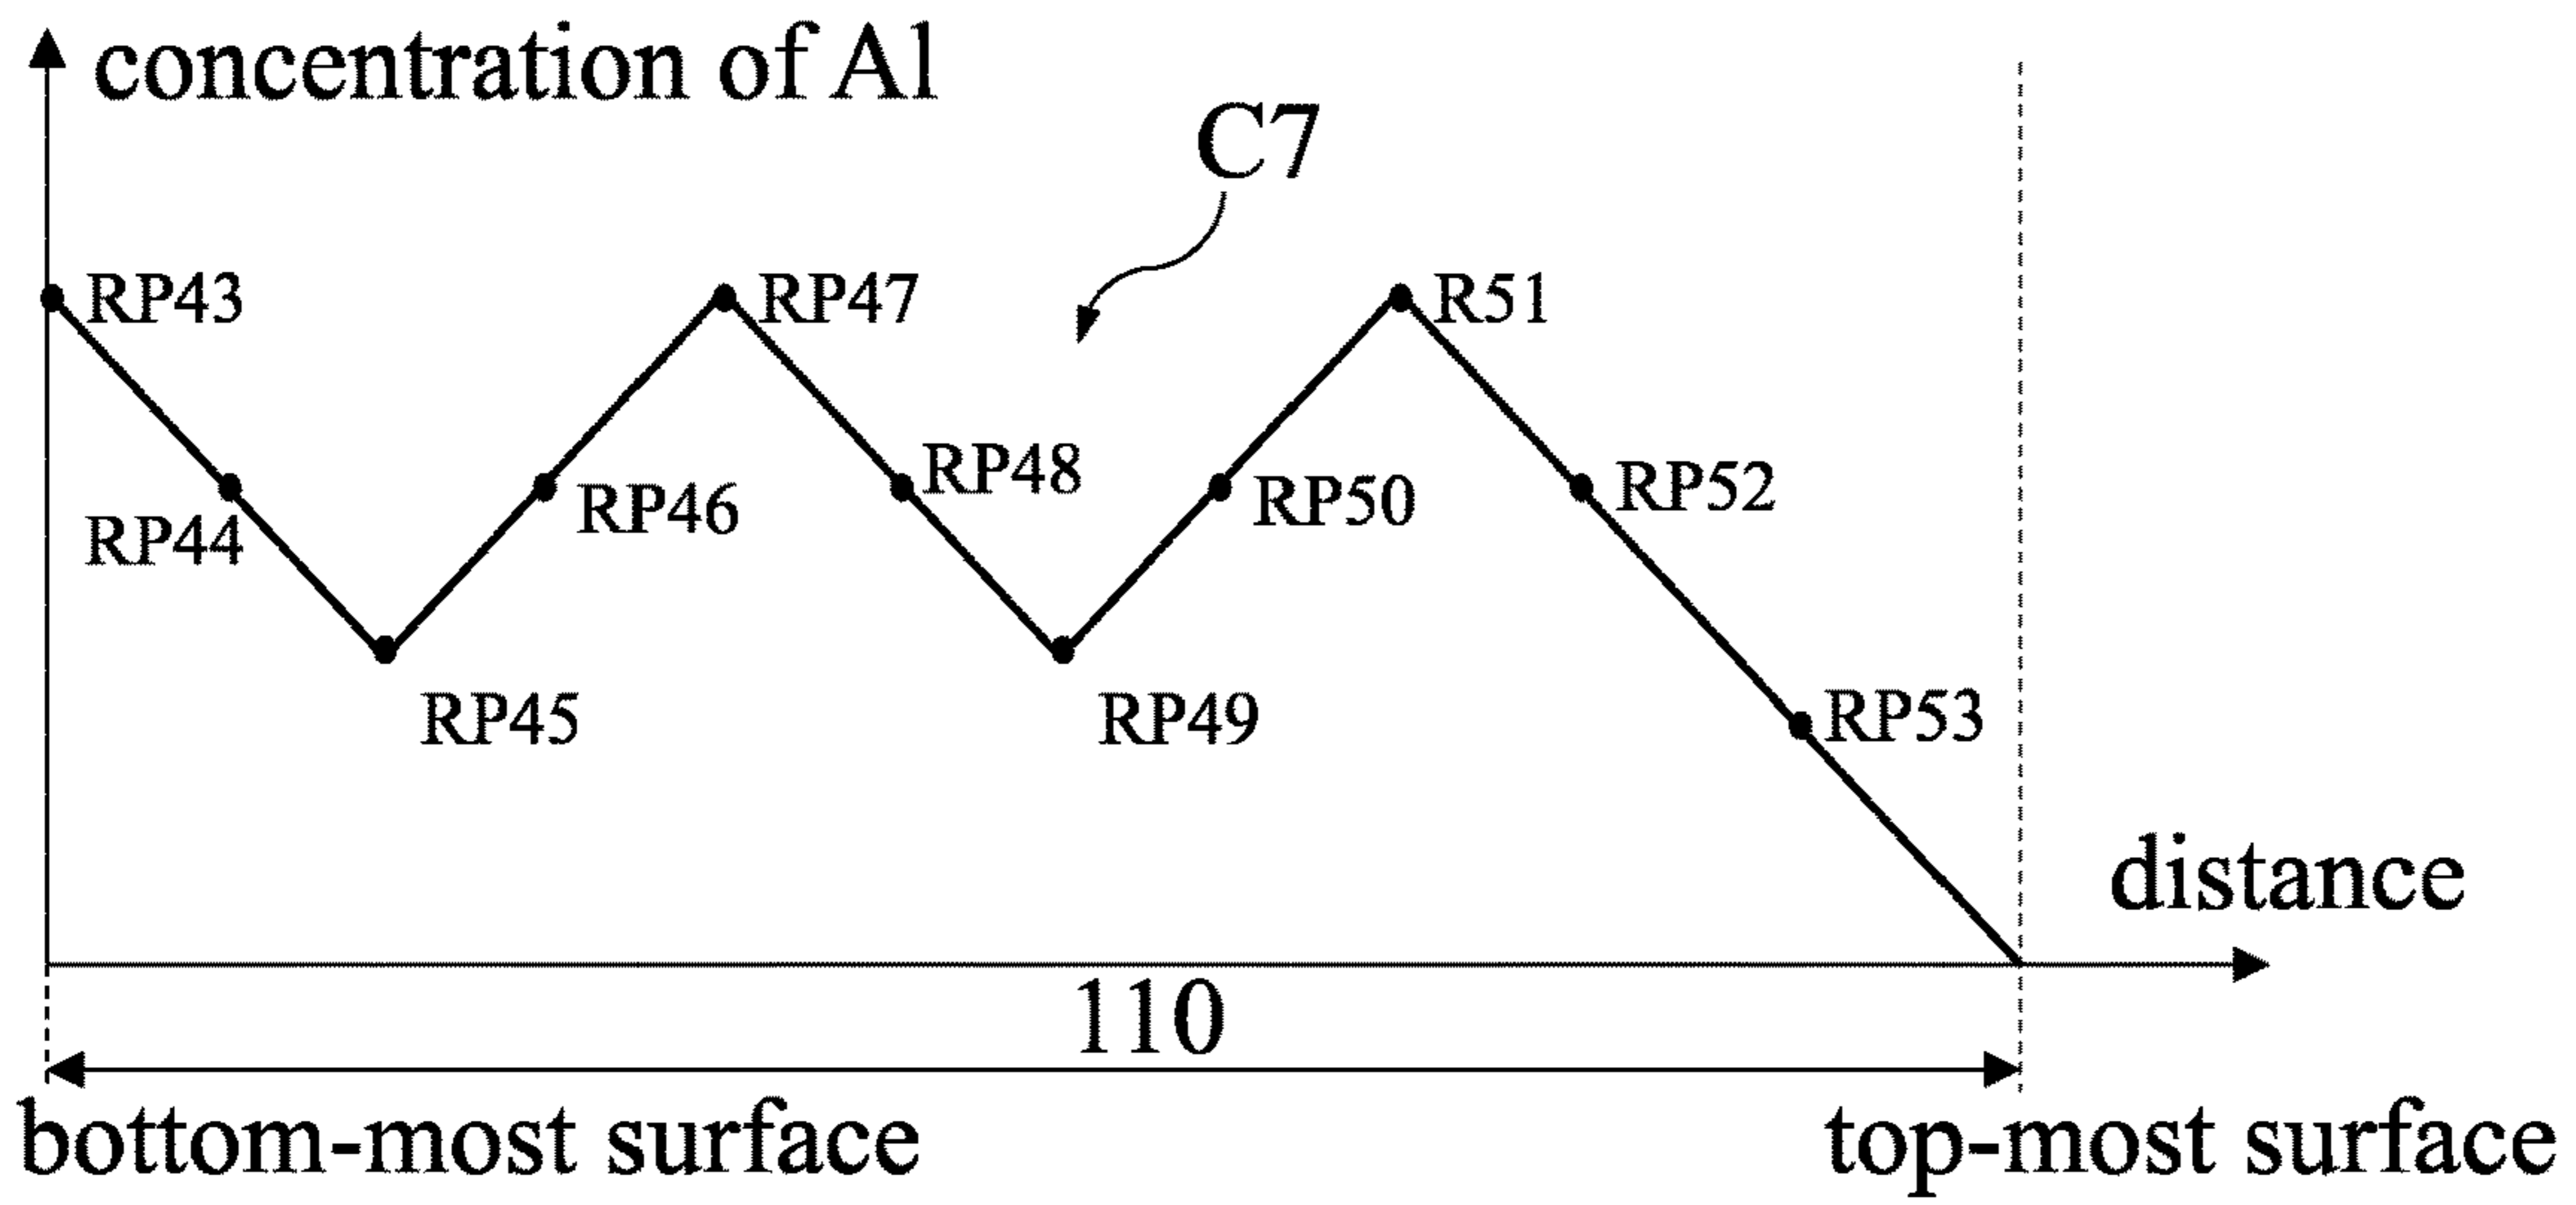 concentration of Al
C7
RP43
RP47
R51
RP44
RP46
RP48
RP50
RP52
RP45
RP49
RP53
distance
110
bottom-most surface
top-most surface